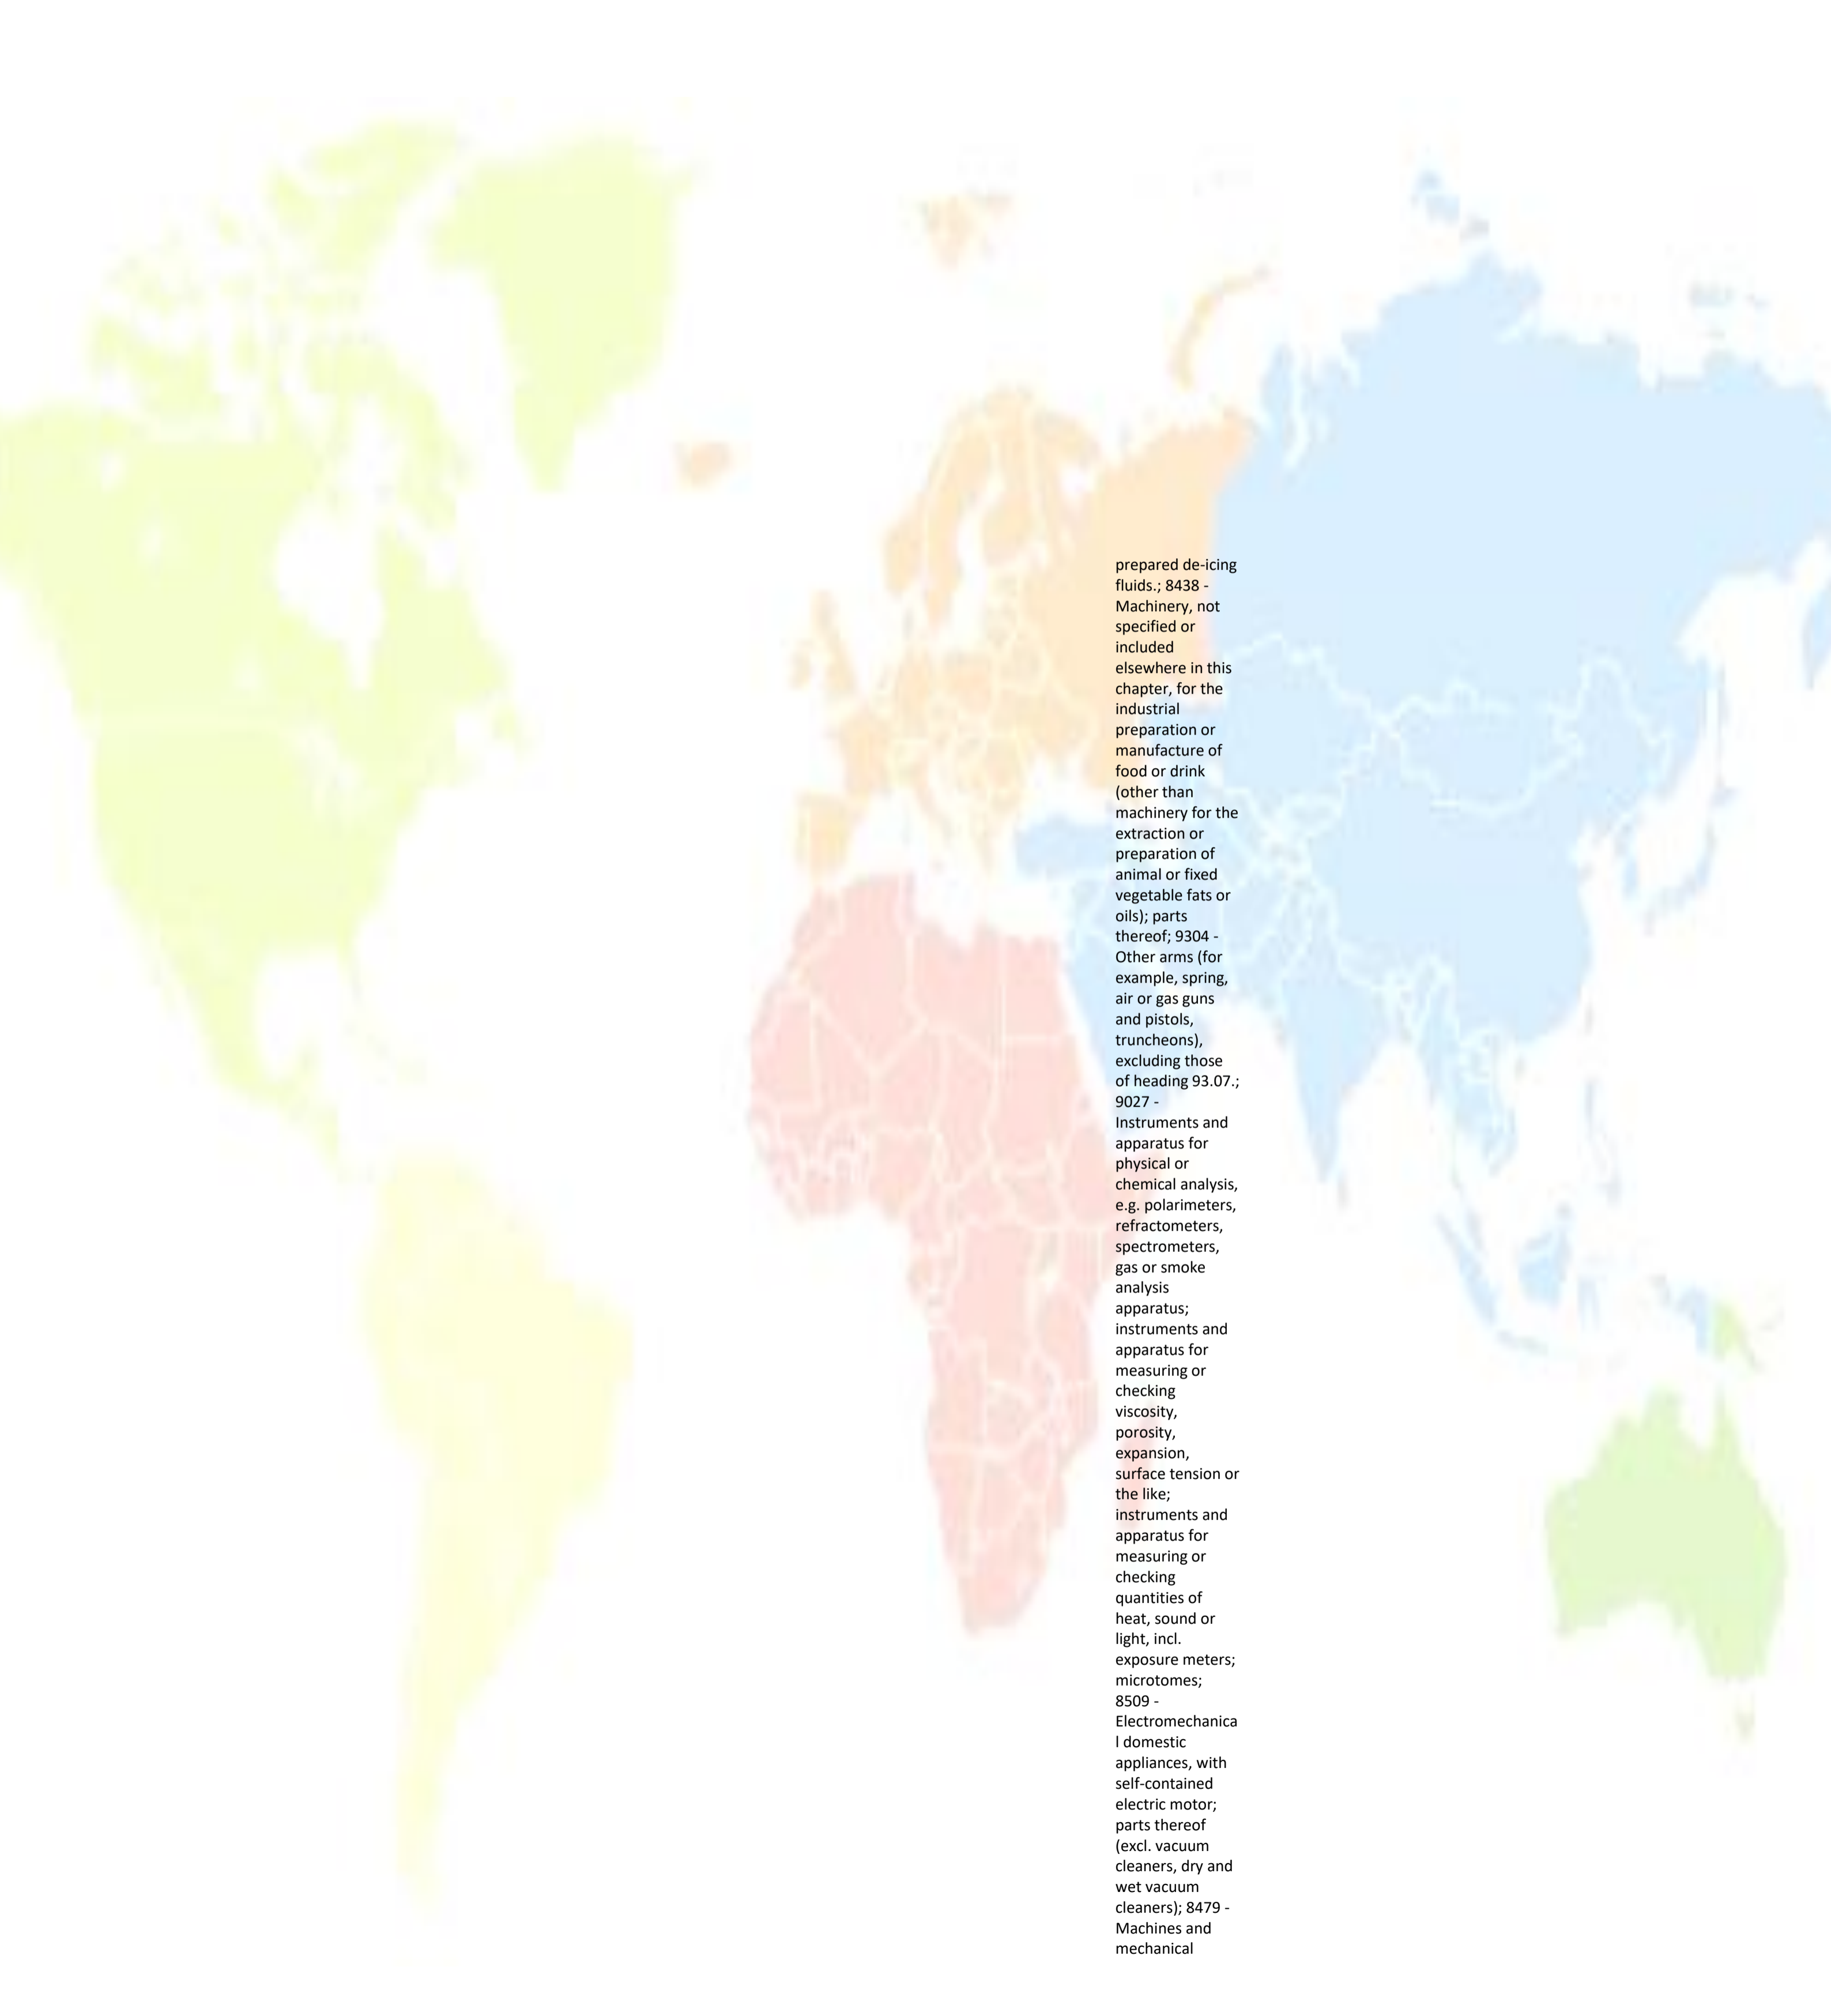 prepared de-icing
fluids.; 8438 -
Machinery, not
specified or
included
elsewhere in this
chapter, for the
industrial
preparation or
manufacture of
food or drink
(other than
machinery for the
extraction or
preparation of
animal or fixed
vegetable fats or
oils); parts
thereof; 9304 -
Other arms (for
example, spring,
air or gas guns
and pistols,
truncheons),
excluding those
of heading 93.07.;
9027 -
Instruments and
apparatus for
physical or
chemical analysis,
e.g. polarimeters,
refractometers,
spectrometers,
gas or smoke
analysis
apparatus;
instruments and
apparatus for
measuring or
checking
viscosity,
porosity,
expansion,
surface tension or
the like;
instruments and
apparatus for
measuring or
checking
quantities of
heat, sound or
light, incl.
exposure meters;
microtomes;
8509 -
Electromechanica
l domestic
appliances, with
self-contained
electric motor;
parts thereof
(excl. vacuum
cleaners, dry and
wet vacuum
cleaners); 8479 -
Machines and
mechanical